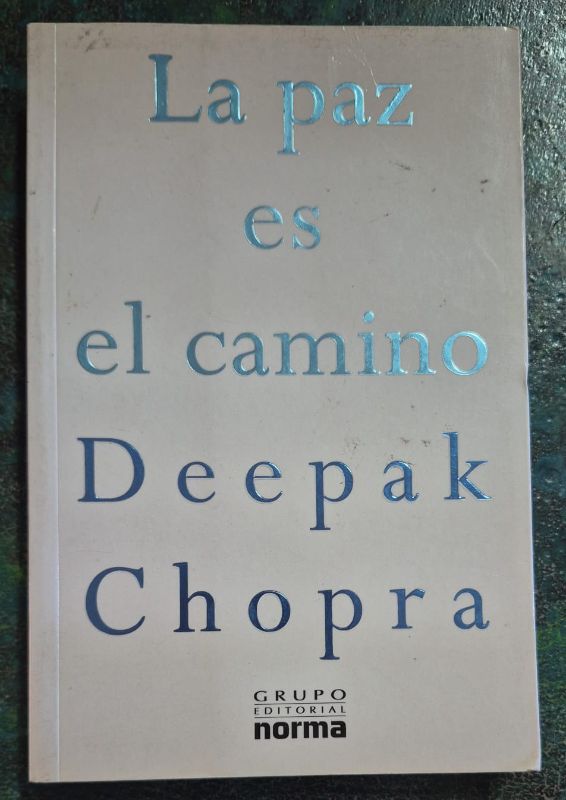 La paz
es
el camino
Deepak
Chopra
GRUPO
EDITORIAL
norma